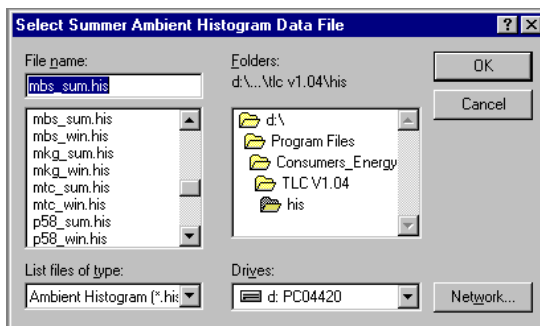 Select Summer Ambient Histogram Data File
File name:
mbs_sum.his
mbs_sum.his
mbs_win.his
mkg_sum.his
mkg_win.his
mtc_sum.his
mtc_win.his
p58_sum.his
p58_win.his
List files of type:
Ambient Histogram (*.his
Folders:
d:\...\tlc v1.04\his
d:\
Program Files
Consumers_Energy
TLC V1.04
his
Drives:
d: PC04420
OK
Cancel
Network...